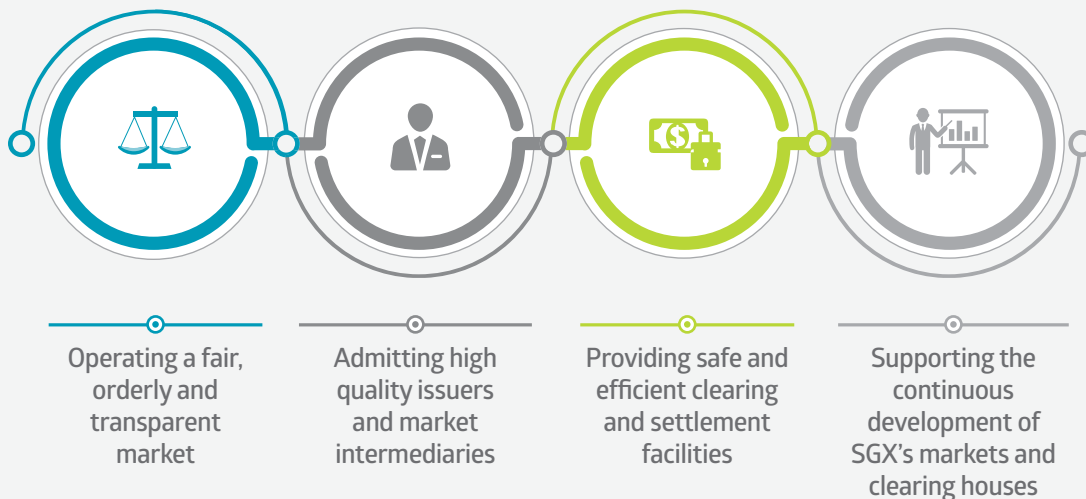 Operating a fair,
orderly and
transparent
market
Admitting high
quality issuers
and market
intermediaries
Providing safe and
efficient clearing
and settlement
facilities
Supporting the
continuous
development of
SGX’s markets and
clearing houses